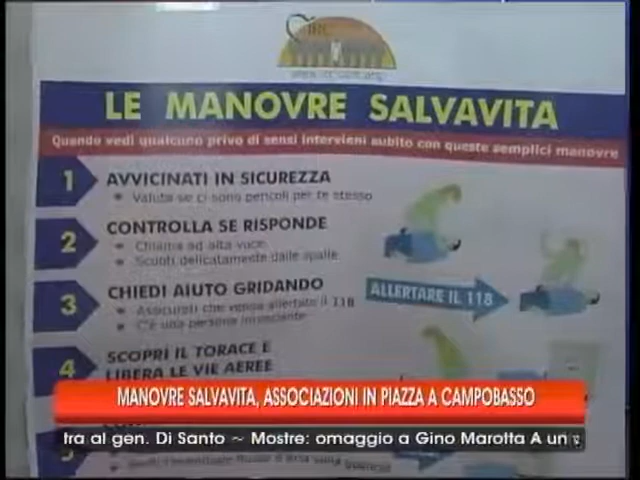 IRC
LE MANOVRE SALVAVITA
Quando vedi qualcuno privo di sensi intervieni subito con queste semplici manovre
1 AVVICINATI IN SICUREZZA
Valuta se ci sono pericoli per te stesso
2 CONTROLLA SE RISPONDE
Chiama ad alta voce
Scuoti delicatamente dalle spalle
3 CHIEDI AIUTO GRIDANDO
Assicurati che venga allertato il 118
C'è una persona incosciente
ALLERTARE IL 118
4 SCOPRI IL TORACE E
LIBERA LE VIE AEREE
MANOVRE SALVAVITA, ASSOCIAZIONI IN PIAZZA A CAMPOBASSO
tra al gen. Di Santo ~ Mostre: omaggio a Gino Marotta A un